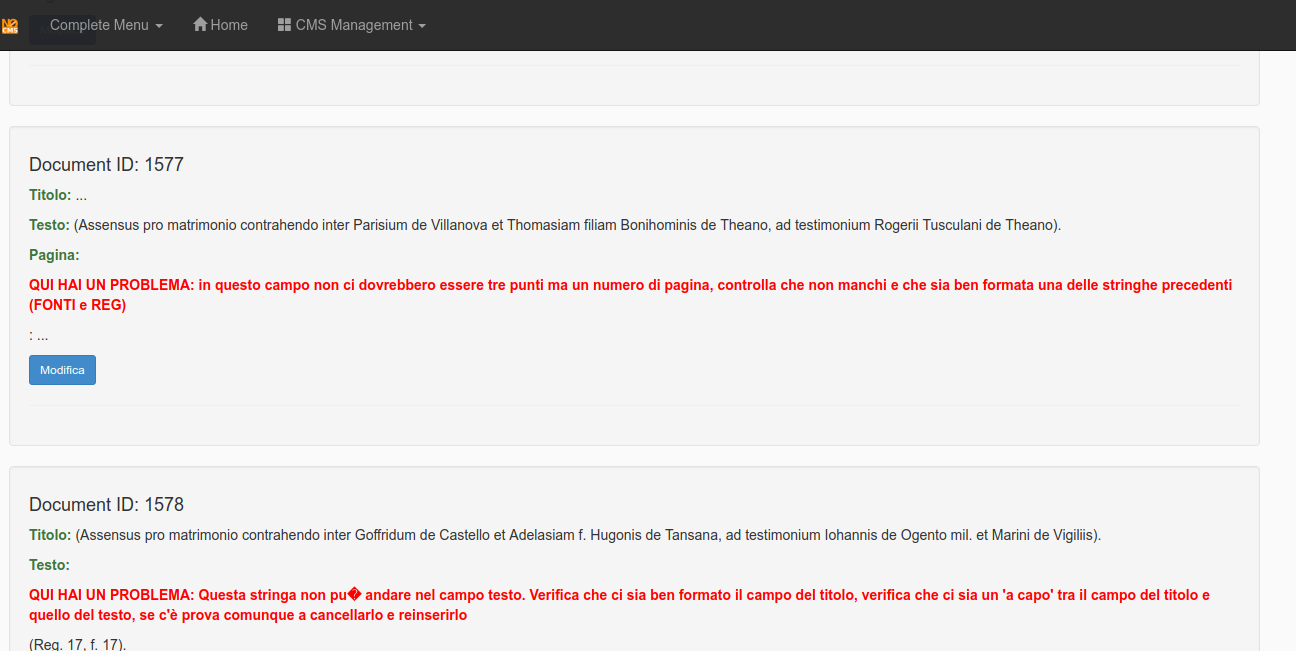 N2 CMS Complete Menu Home CMS Management
Document ID: 1577
Titolo: ...
Testo: (Assensus pro matrimonio contrahendo inter Parisium de Villanova et Thomasiam filiam Bonihominis de Theano, ad testimonium Rogerii Tusculani de Theano).
Pagina:
QUI HAI UN PROBLEMA: in questo campo non ci dovrebbero essere tre punti ma un numero di pagina, controlla che non manchi e che sia ben formata una delle stringhe precedenti
(FONTI e REG)
: ...
Modifica
Document ID: 1578
Titolo: (Assensus pro matrimonio contrahendo inter Goffridum de Castello et Adelasiam f. Hugonis de Tansana, ad testimonium Iohannis de Ogento mil. et Marini de Vigiliis).
Testo:
QUI HAI UN PROBLEMA: Questa stringa non pu� andare nel campo testo. Verifica che ci sia ben formato il campo del titolo, verifica che ci sia un 'a capo' tra il campo del titolo e
quello del testo, se c'è prova comunque a cancellarlo e reinserirlo
(Reg. 17, f. 17).